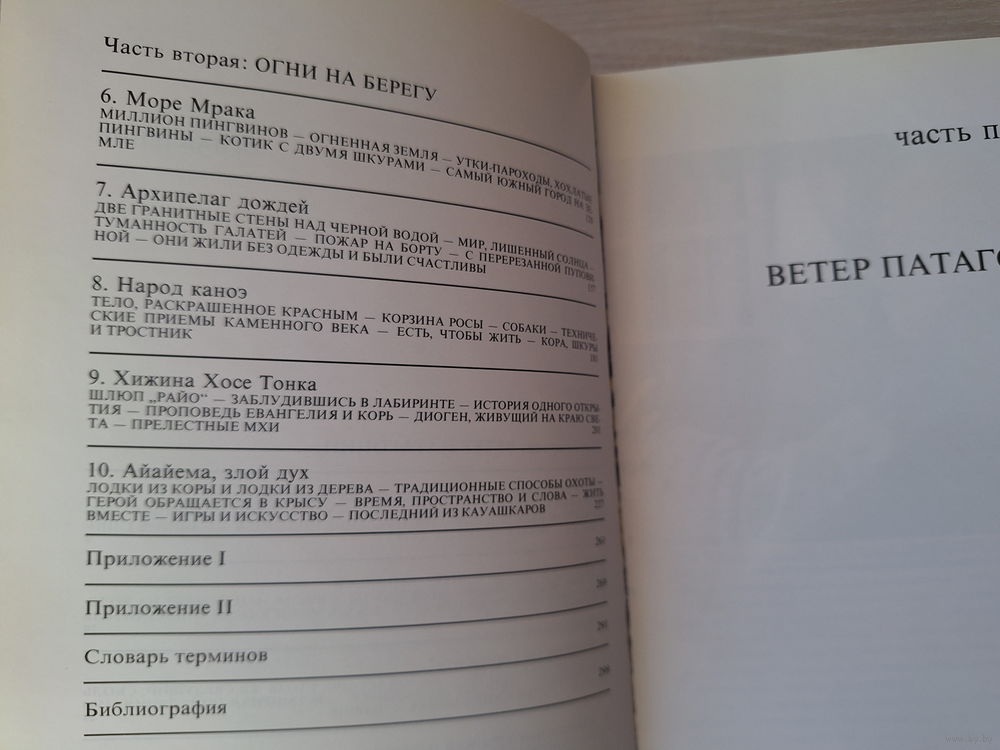 Часть вторая: ОГНИ НА БЕРЕГУ
6. Море Мрака
МИЛЛИОН ПИНГВИНОВ — ОГНЕННАЯ ЗЕМЛЯ — УТКИ-ПАРОХОДЫ, ХОХЛАТЫЕ
ПИНГВИНЫ — КОТИК С ДВУМЯ ШКУРАМИ — САМЫЙ ЮЖНЫЙ ГОРОД НА ЗЕ-
МЛЕ
7. Архипелаг дождей
ДВЕ ГРАНИТНЫЕ СТЕНЫ НАД ЧЕРНОЙ ВОДОЙ — МИР, ЛИШЕННЫЙ СОЛНЦА —
ТУМАННОСТЬ ГАЛАТЕЙ — ПОЖАР НА БОРТУ — С ПЕРЕРЕЗАННОЙ ПУПОВИ-
НОЙ — ОНИ ЖИЛИ БЕЗ ОДЕЖДЫ И БЫЛИ СЧАСТЛИВЫ
8. Народ каноэ
ТЕЛО, РАСКРАШЕННОЕ КРАСНЫМ — КОРЗИНА РОСЫ — СОБАКИ — ТЕХНИЧЕ-
СКИЕ ПРИЕМЫ КАМЕННОГО ВЕКА — ЕСТЬ, ЧТОБЫ ЖИТЬ — КОРА, ШКУРЫ
И ТРОСТНИК
9. Хижина Хосе Тонка
ШЛЮП „РАЙО“ — ЗАБЛУДИВШИСЬ В ЛАБИРИНТЕ — ИСТОРИЯ ОДНОГО ОТКРЫ-
ТИЯ — ПРОПОВЕДЬ ЕВАНГЕЛИЯ И КОРЬ — ДИОГЕН, ЖИВУЩИЙ НА КРАЮ СВЕ-
ТА — ПРЕЛЕСТНЫЕ МХИ
10. Айайема, злой дух
ЛОДКИ ИЗ КОРЫ И ЛОДКИ ИЗ ДЕРЕВА — ТРАДИЦИОННЫЕ СПОСОБЫ ОХОТЫ —
ГЕРОЙ ОБРАЩАЕТСЯ В КРЫСУ — ВРЕМЯ, ПРОСТРАНСТВО И СЛОВА — ЖИТЬ
ВМЕСТЕ — ИГРЫ И ИСКУССТВО — ПОСЛЕДНИЙ ИЗ КАУАШКАРОВ
Приложение I
Приложение II
Словарь терминов
Библиография
часть п
ВЕТЕР ПАТАГО